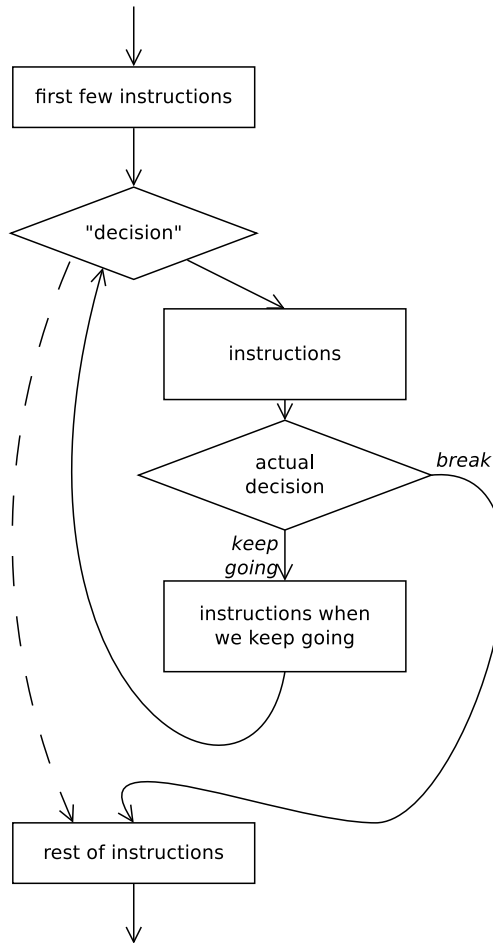 first few instructions
"decision"
instructions
actual
decision
break
keep
going
instructions when
we keep going
rest of instructions